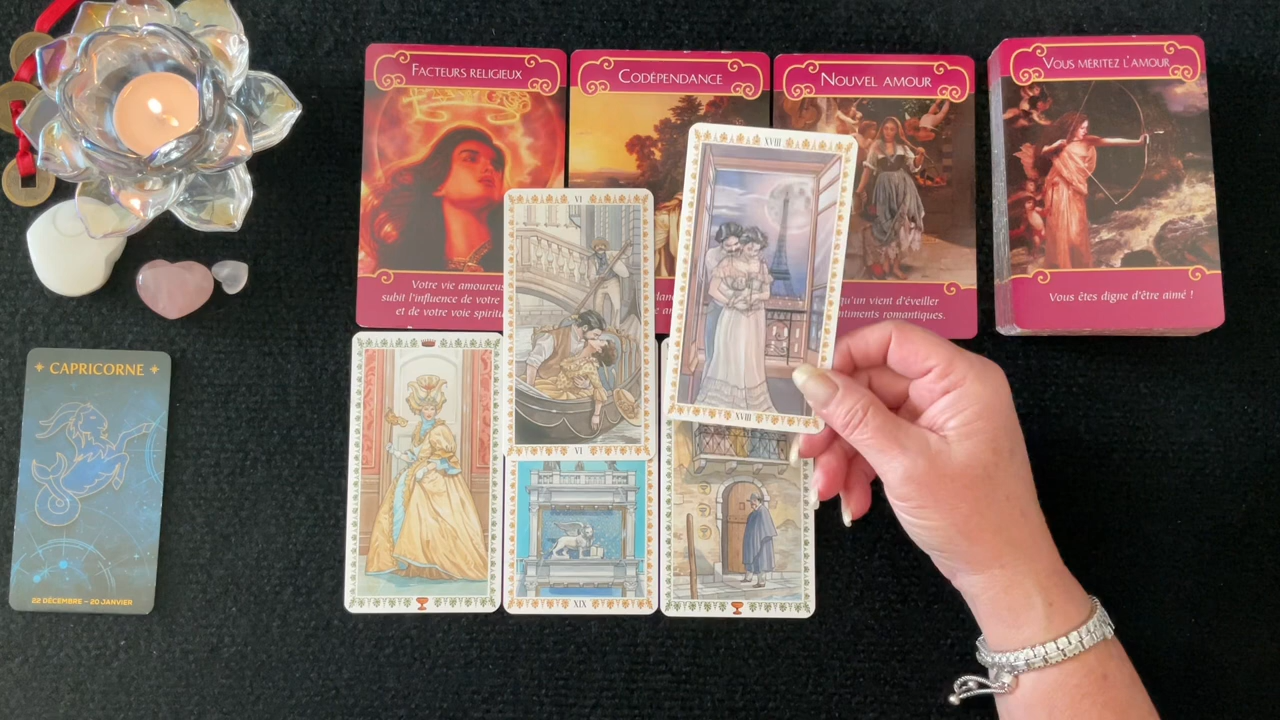 FACTEURS RELIGIEUX
CODÉPENDANCE
NOUVEL AMOUR
VOUS MÉRITEZ L'AMOUR
Votre vie amoureus
subit l'influence de votre
et de votre voie spiritu
qu'un vient d'éveiller
ntiments romantiques.
Vous êtes digne d'être aimé !
VI
VI
XVIII
XVIII
XIX
CAPRICORNE
22 DÉCEMBRE – 20 JANVIER